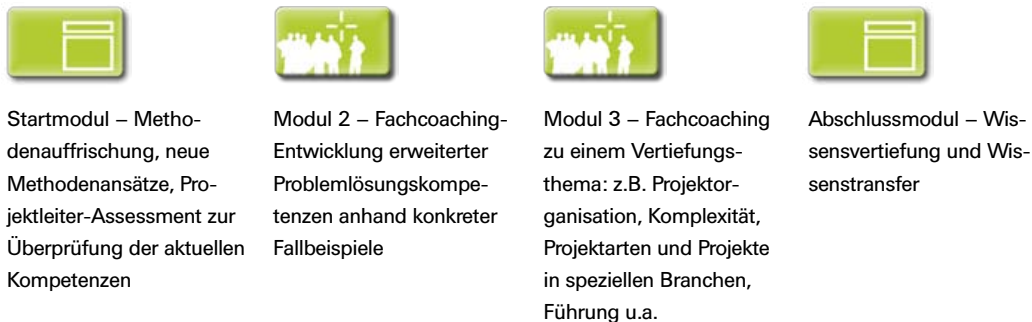 Startmodul – Metho-
denauffrischung, neue
Methodenansätze, Pro-
jektleiter-Assessment zur
Überprüfung der aktuellen
Kompetenzen
Modul 2 – Fachcoaching-
Entwicklung erweiterter
Problemlösungskompe-
tenzen anhand konkreter
Fallbeispiele
Modul 3 – Fachcoaching
zu einem Vertiefungs-
thema: z.B. Projektor-
ganisation, Komplexität,
Projektarten und Projekte
in speziellen Branchen,
Führung u.a.
Abschlussmodul – Wis-
sensvertiefung und Wis-
senstransfer